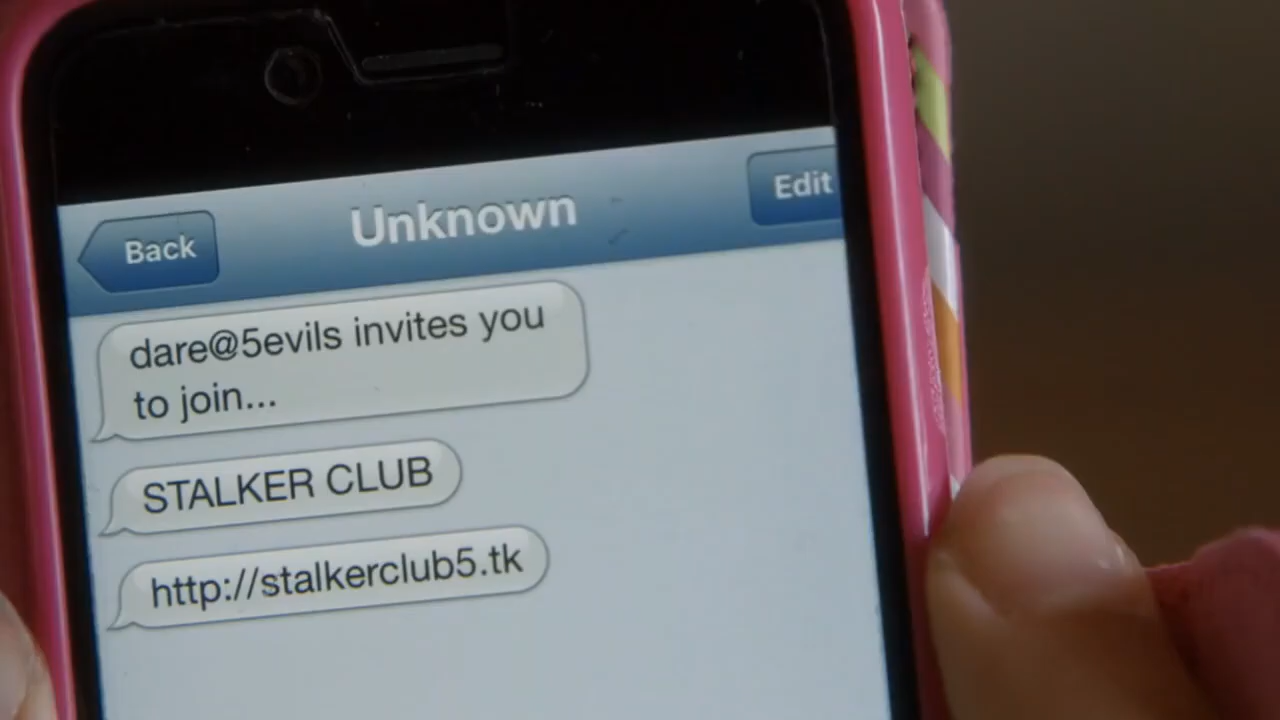 Back
Unknown
Edit
dare@5evils invites you
to join...
STALKER CLUB
http://stalkerclub5.tk